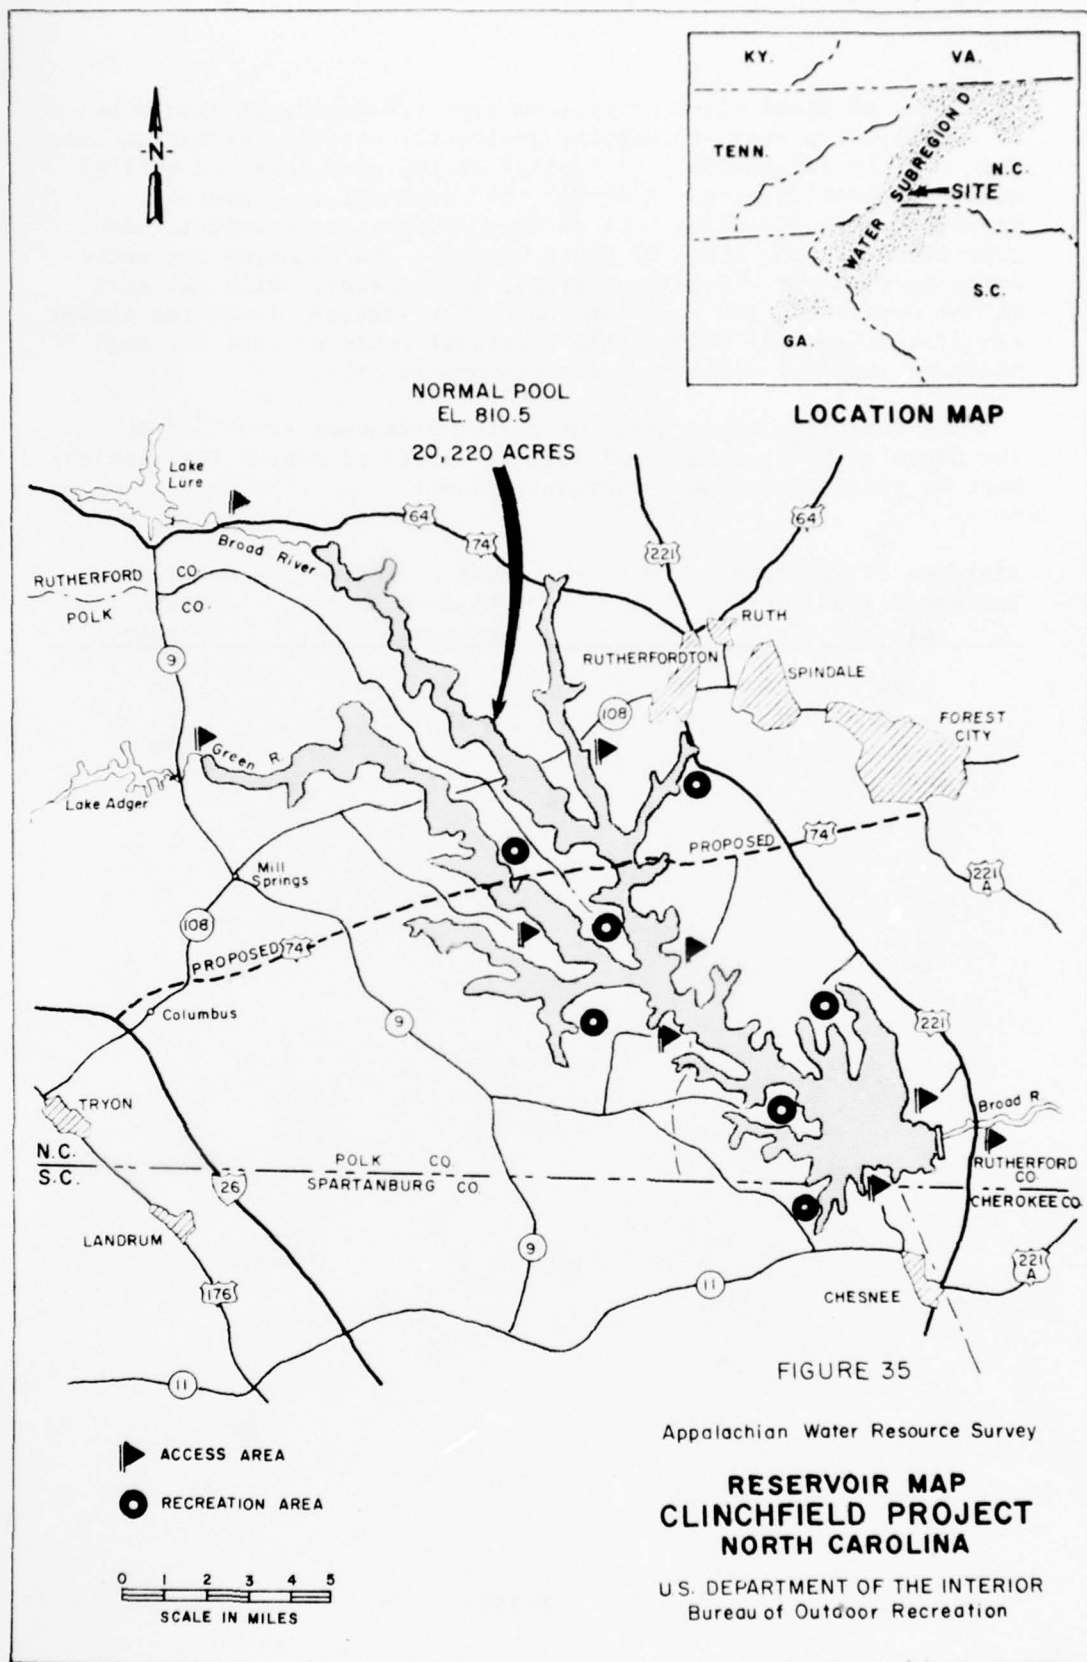 KY.
VA.
TENN.
WATER SUBREGION D
N.C.
SITE
S.C.
GA.
LOCATION MAP
N
NORMAL POOL
EL. 810.5
20,220 ACRES
Lake
Lure
64
74
221
64
Broad River
RUTHERFORD CO.
POLK CO.
RUTH
RUTHERFORDTON
SPINDALE
9
108
FOREST
CITY
Green R.
Lake Adger
PROPOSED 74
Mill
Springs
221
A
108
PROPOSED 74
Columbus
9
221
TRYON
Broad R.
N.C.
S.C.
POLK CO.
SPARTANBURG CO.
RUTHERFORD
CO.
CHEROKEE CO.
26
LANDRUM
9
176
11
CHESNEE
221
A
11
FIGURE 35
ACCESS AREA
RECREATION AREA
0 1 2 3 4 5
SCALE IN MILES
Appalachian Water Resource Survey
RESERVOIR MAP
CLINCHFIELD PROJECT
NORTH CAROLINA
U.S. DEPARTMENT OF THE INTERIOR
Bureau of Outdoor Recreation